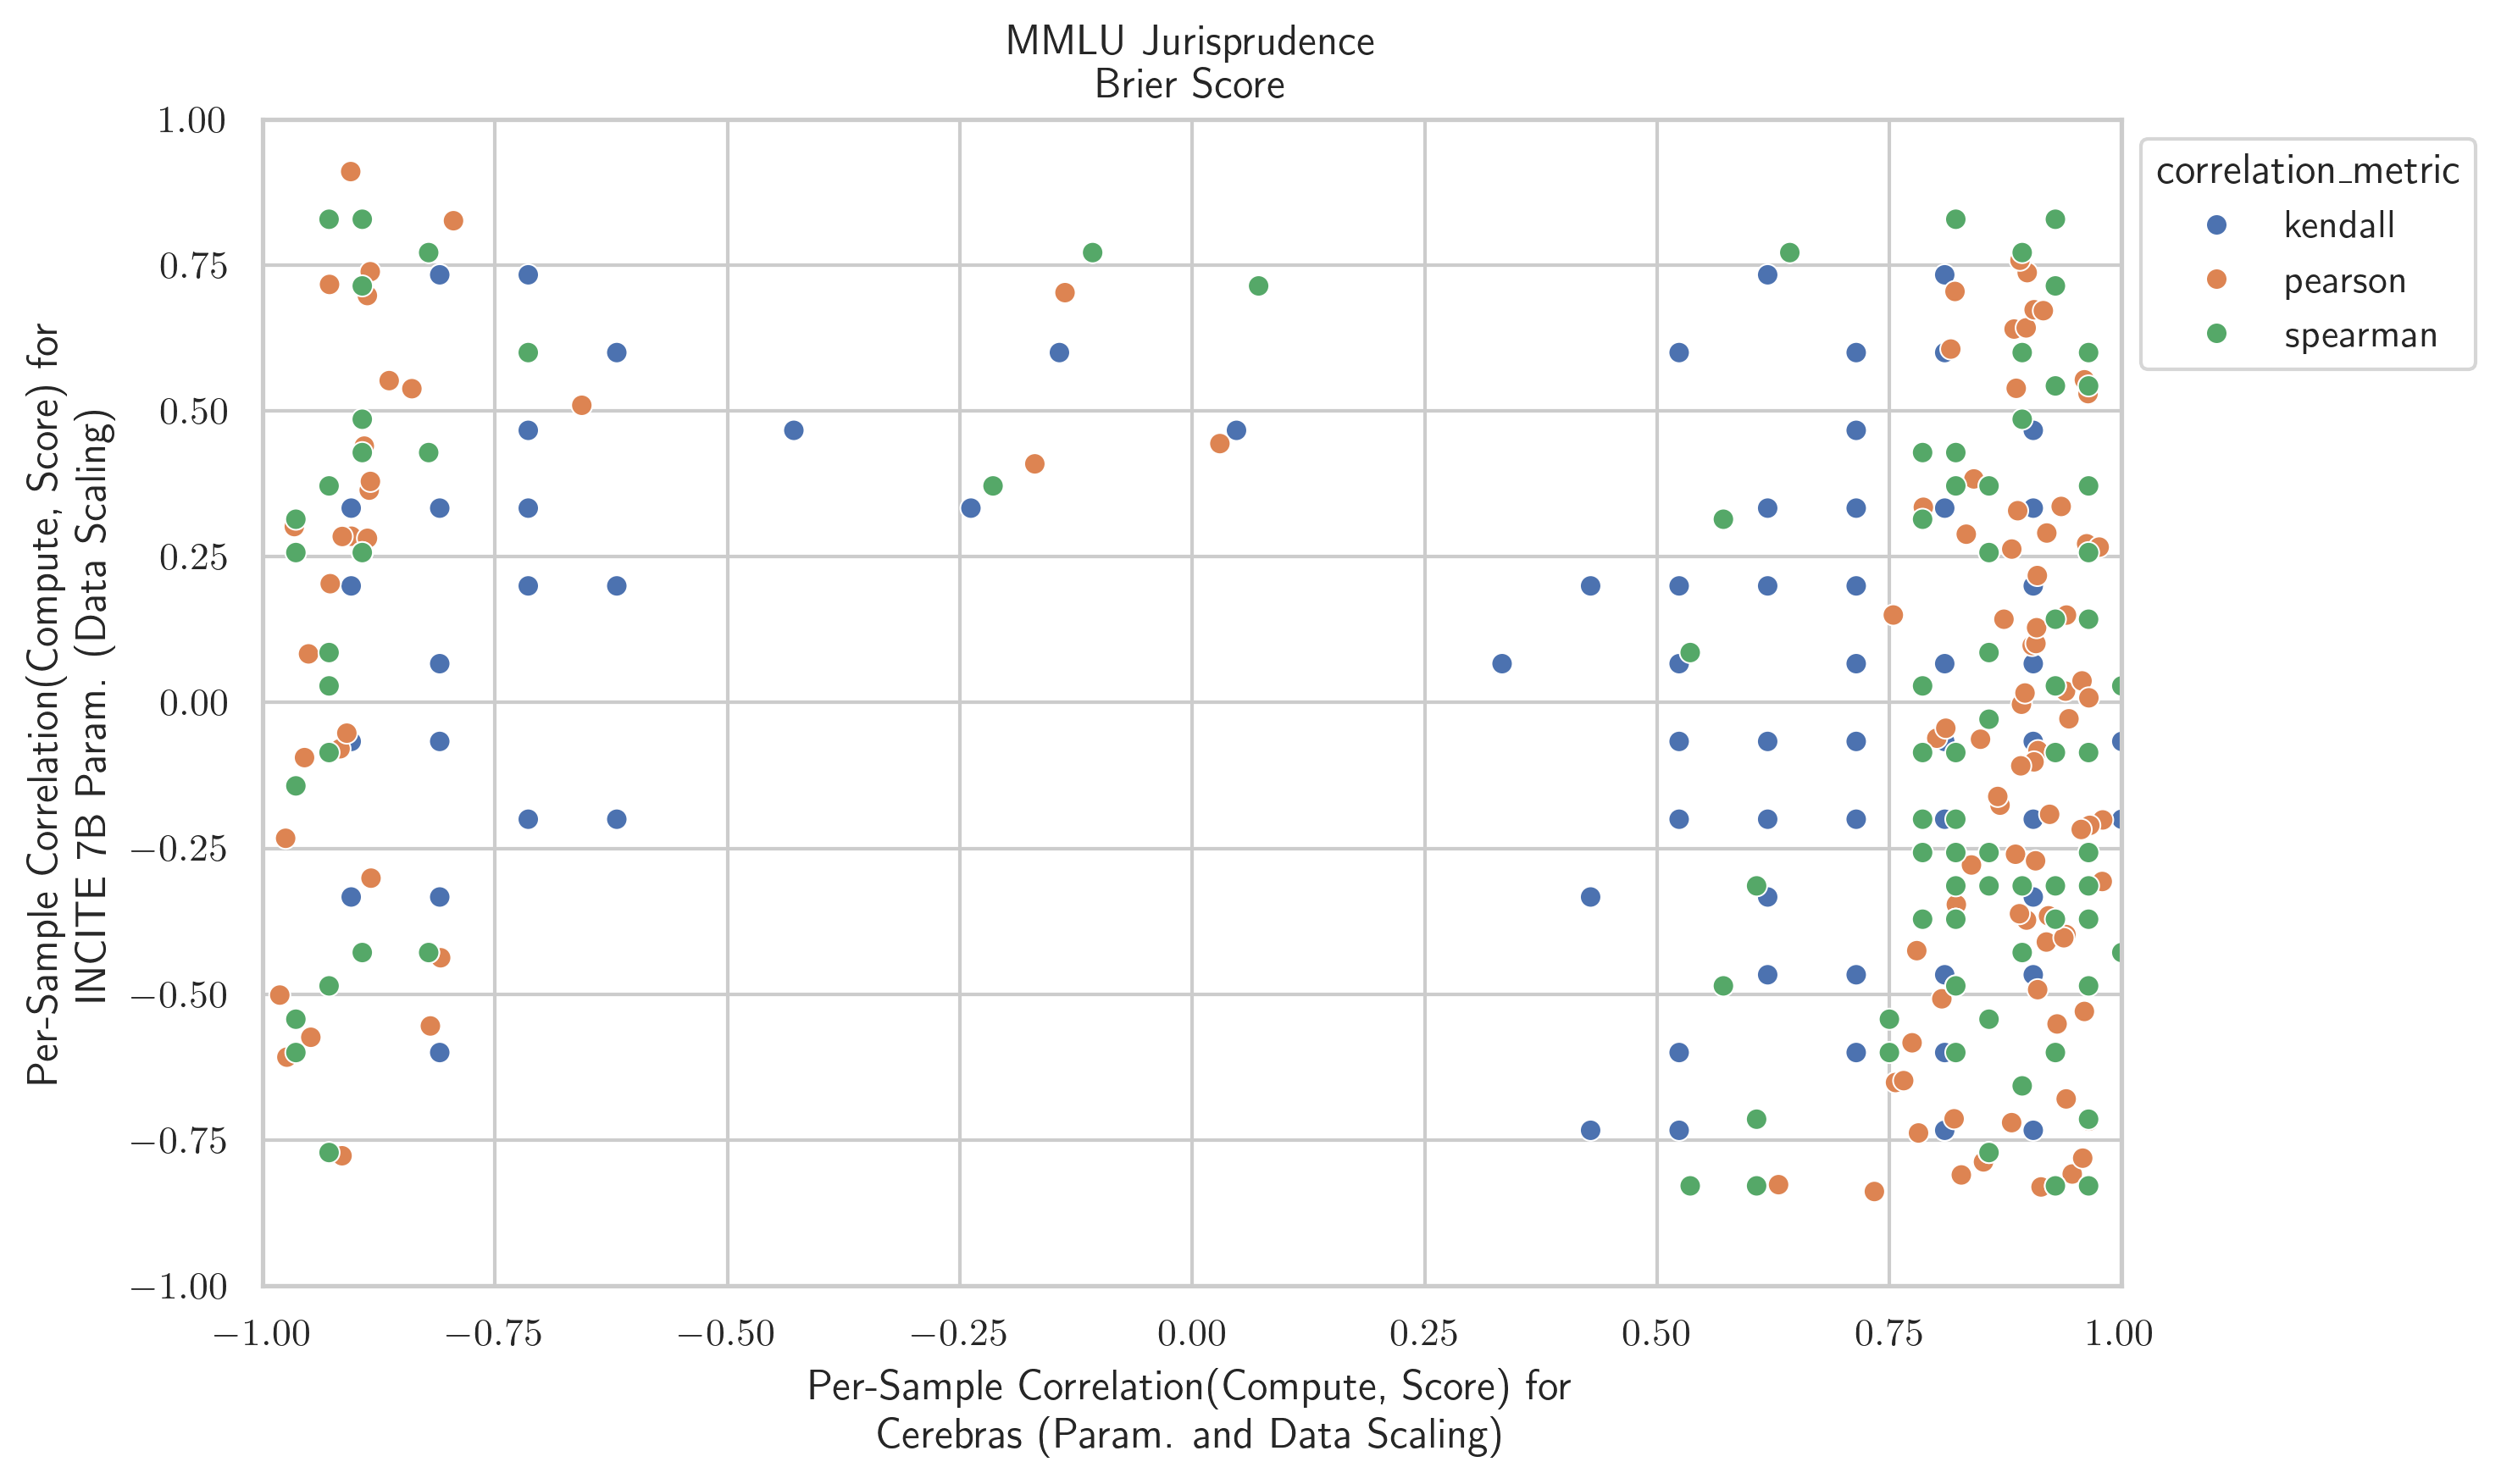 MMLU Jurisprudence
Brier Score
1.00
0.75
0.50
0.25
0.00
−0.25
−0.50
−0.75
−1.00
Per-Sample Correlation(Compute, Score) for
INCITE 7B Param. (Data Scaling)
−1.00 −0.75 −0.50 −0.25 0.00 0.25 0.50 0.75 1.00
Per-Sample Correlation(Compute, Score) for
Cerebras (Param. and Data Scaling)
correlation_metric
kendall
pearson
spearman